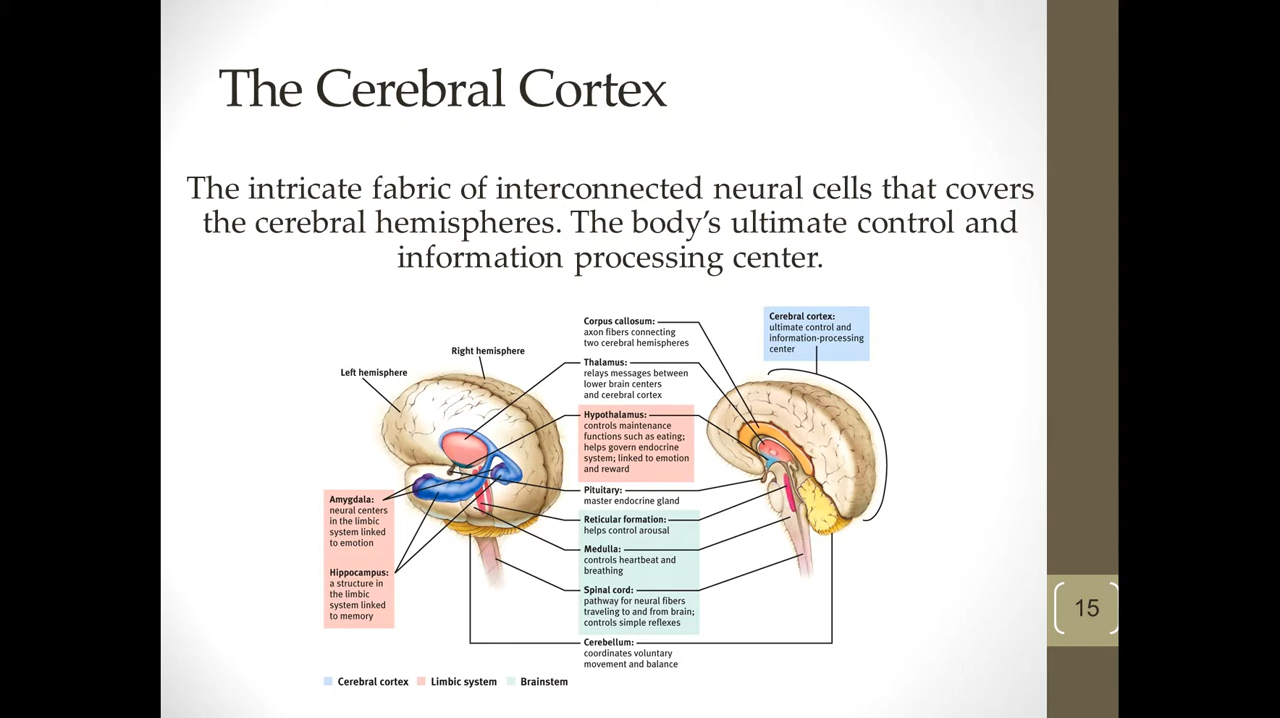 The Cerebral Cortex
The intricate fabric of interconnected neural cells that covers
the cerebral hemispheres. The body’s ultimate control and
information processing center.
Right hemisphere
Left hemisphere
Amygdala:
neural centers
in the limbic
system linked
to emotion
Hippocampus:
a structure in
the limbic
system linked
to memory
Corpus callosum:
axon fibers connecting
two cerebral hemispheres
Thalamus:
relays messages between
lower brain centers
and cerebral cortex
Hypothalamus:
controls maintenance
functions such as eating;
helps govern endocrine
system; linked to emotion
and reward
Pituitary:
master endocrine gland
Reticular formation:
helps control arousal
Medulla:
controls heartbeat and
breathing
Spinal cord:
pathway for neural fibers
traveling to and from brain;
controls simple reflexes
Cerebellum:
coordinates voluntary
movement and balance
Cerebral cortex:
ultimate control and
information-processing
center
Cerebral cortex Limbic system Brainstem
15